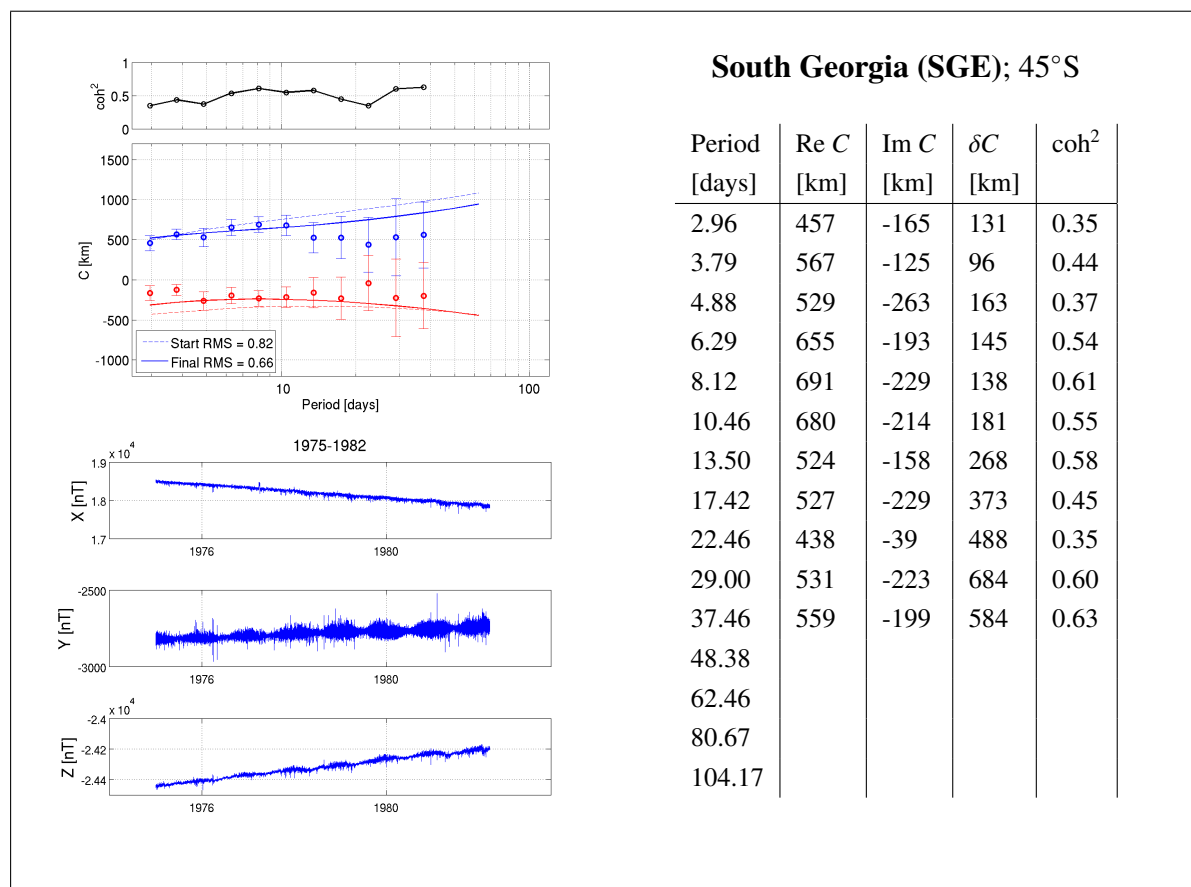 1
0.5
0
coh²
1500
1000
500
0
-500
-1000
C [km]
Start RMS = 0.82
Final RMS = 0.66
10
100
Period [days]
1975-1982
x 10⁴
1.9
1.8
1.7
X [nT]
1976
1980
-2500
-3000
Y [nT]
1976
1980
x 10⁴
-2.4
-2.42
-2.44
Z [nT]
1976
1980
South Georgia (SGE); 45°S
Period Re C Im C δC coh²
[days] [km] [km] [km]
2.96 457 -165 131 0.35
3.79 567 -125 96 0.44
4.88 529 -263 163 0.37
6.29 655 -193 145 0.54
8.12 691 -229 138 0.61
10.46 680 -214 181 0.55
13.50 524 -158 268 0.58
17.42 527 -229 373 0.45
22.46 438 -39 488 0.35
29.00 531 -223 684 0.60
37.46 559 -199 584 0.63
48.38
62.46
80.67
104.17